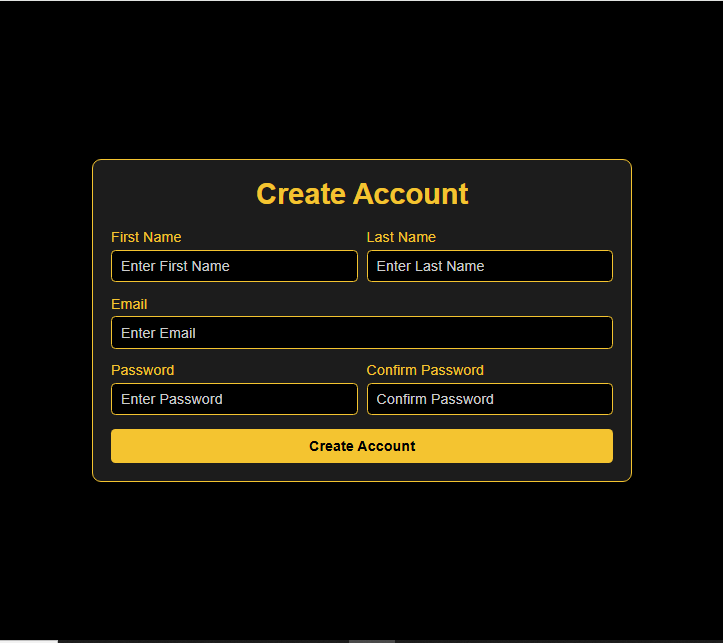 Create Account
First Name Last Name
Enter First Name Enter Last Name
Email
Enter Email
Password Confirm Password
Enter Password Confirm Password
Create Account